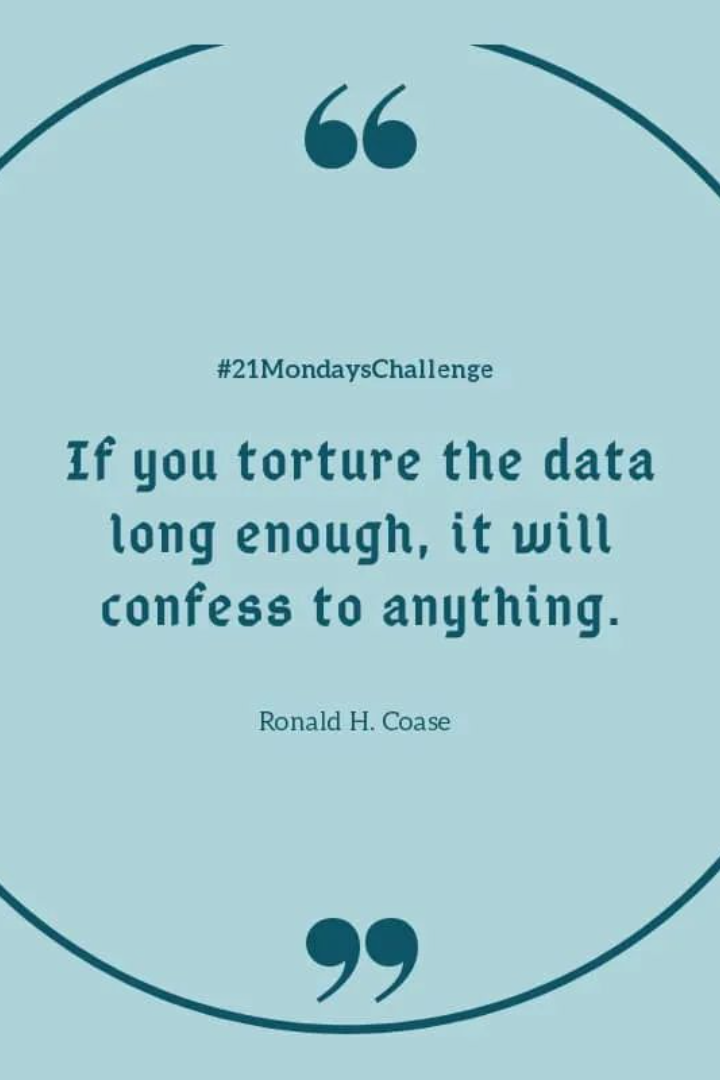 “
#21MondaysChallenge
If you torture the data
long enough, it will
confess to anything.
Ronald H. Coase
”